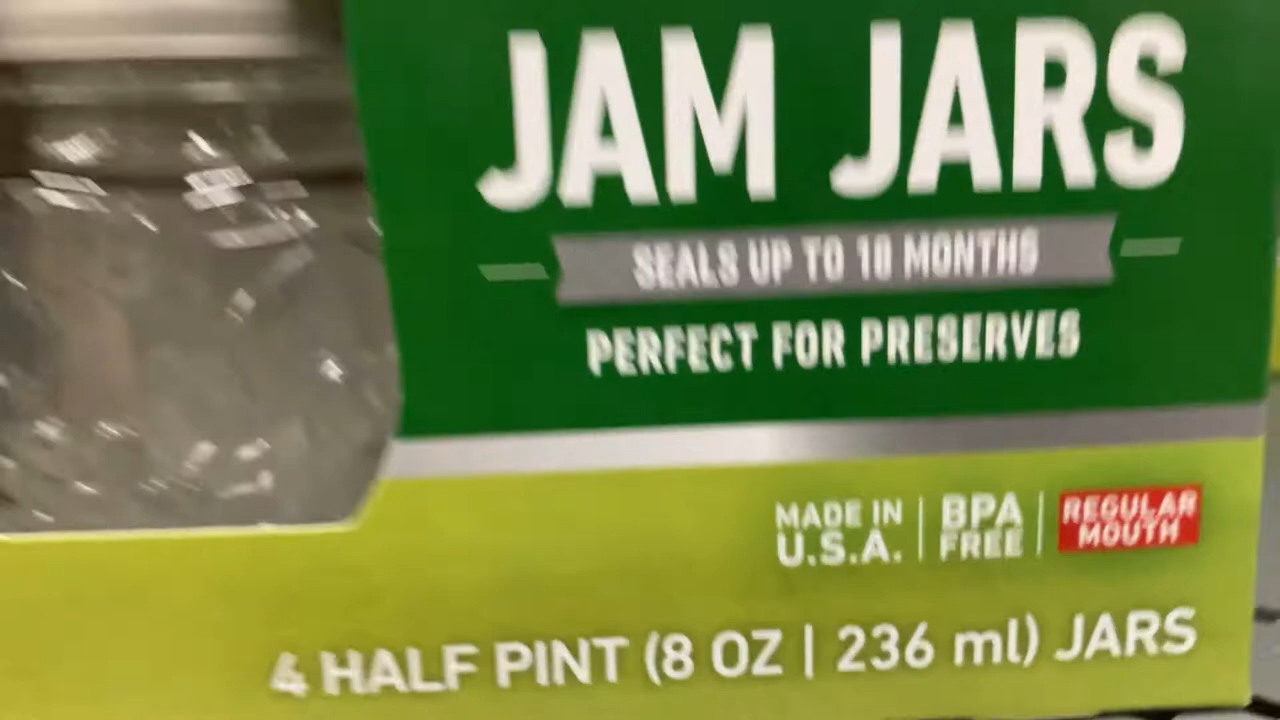 JAM JARS
SEALS UP TO 18 MONTHS
PERFECT FOR PRESERVES
MADE IN
U.S.A.
BPA
FREE
REGULAR
MOUTH
4 HALF PINT (8 OZ | 236 ml) JARS